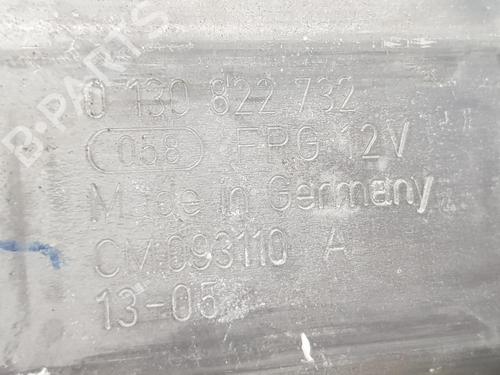 B-PARTS
0 130 822 732
058 FPG 12V
Made in Germany
CM 093110 A
13-05